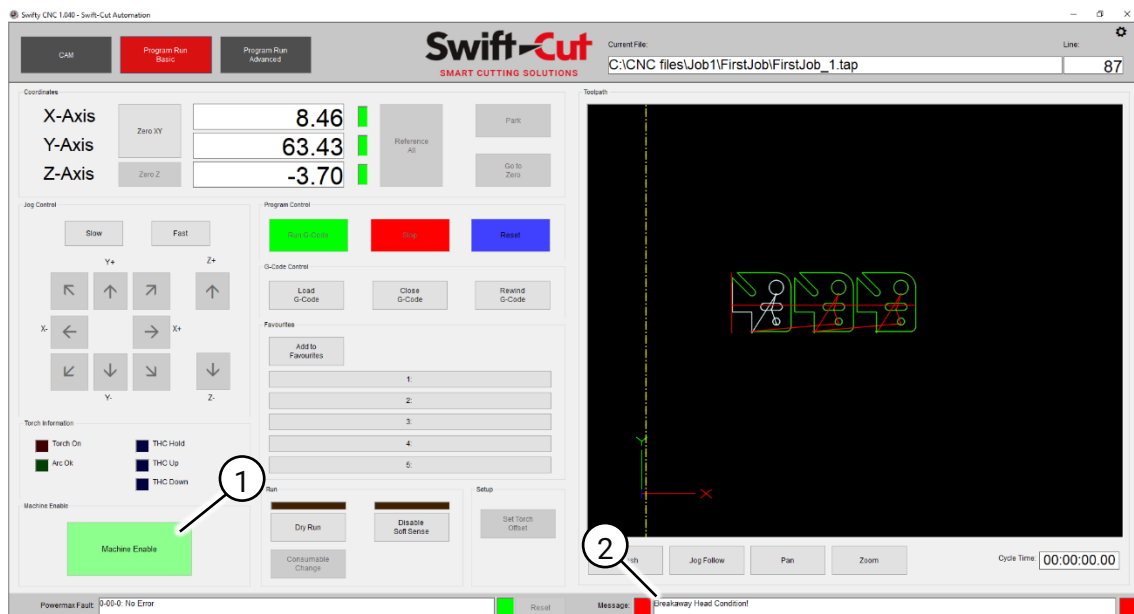 Swifty CNC 1.040 - Swift-Cut Automation
CAM
Program Run
Basic
Program Run
Advanced
Swift-Cut
SMART CUTTING SOLUTIONS
Current File:
C:\CNC files\Job1\FirstJob\FirstJob_1.tap
Line:
87
Coordinates
X-Axis
Y-Axis
Z-Axis
Zero XY
Zero Z
8.46
63.43
-3.70
Reference
All
Park
Go to
Zero
Toolpath
Jog Control
Slow
Fast
Y+
Z+
X-
X+
Y-
Z-
Program Control
Run G-Code
Stop
Reset
G-Code Control
Load
G-Code
Close
G-Code
Rewind
G-Code
Favourites
Add to
Favourites
1:
2:
3:
4:
5:
Torch Information
Torch On
Arc Ok
THC Hold
THC Up
THC Down
1
Machine Enable
Machine Enable
Run
Dry Run
Disable
Soft Sense
Consumable
Change
Setup
Set Torch
Offset
Y
X
2
Jog Follow
Pan
Zoom
Cycle Time:
00:00:00.00
Powermax Fault:
0-00-0: No Error
Reset
Message:
Breakaway Head Condition!